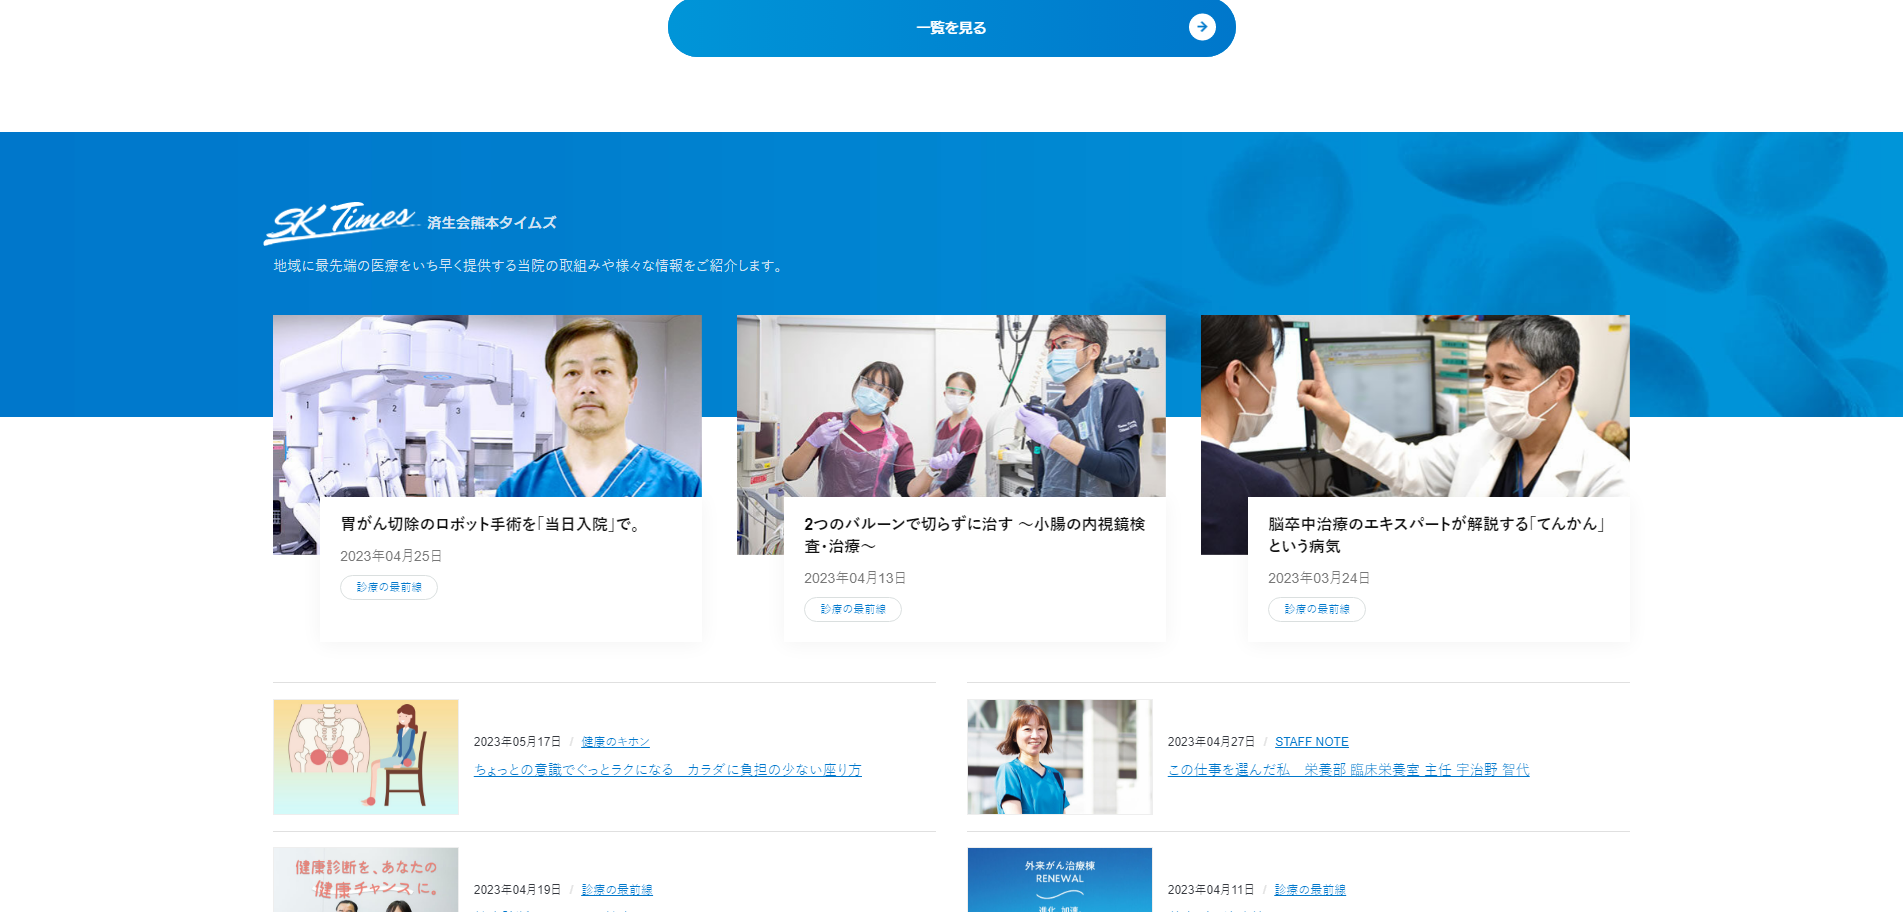 一覧を見る
SK Times 済生会熊本タイムズ
地域に最先端の医療をいち早く提供する当院の取組みや様々な情報をご紹介します。
1
2
3
4
胃がん切除のロボット手術を「当日入院」で。
2023年04月25日
診療の最前線
2つのバルーンで切らずに治す ～小腸の内視鏡検
査・治療～
2023年04月13日
診療の最前線
脳卒中治療のエキスパートが解説する「てんかん」
という病気
2023年03月24日
診療の最前線
2023年05月17日 / 健康のキホン
ちょっとの意識でぐっとラクになる　カラダに負担の少ない座り方
2023年04月27日 / STAFF NOTE
この仕事を選んだ私　栄養部 臨床栄養室 主任 宇治野 智代
健康診断を、あなたの
健康チャンスに。
2023年04月19日 / 診療の最前線
外来がん治療棟
RENEWAL
進化、加速。
2023年04月11日 / 診療の最前線